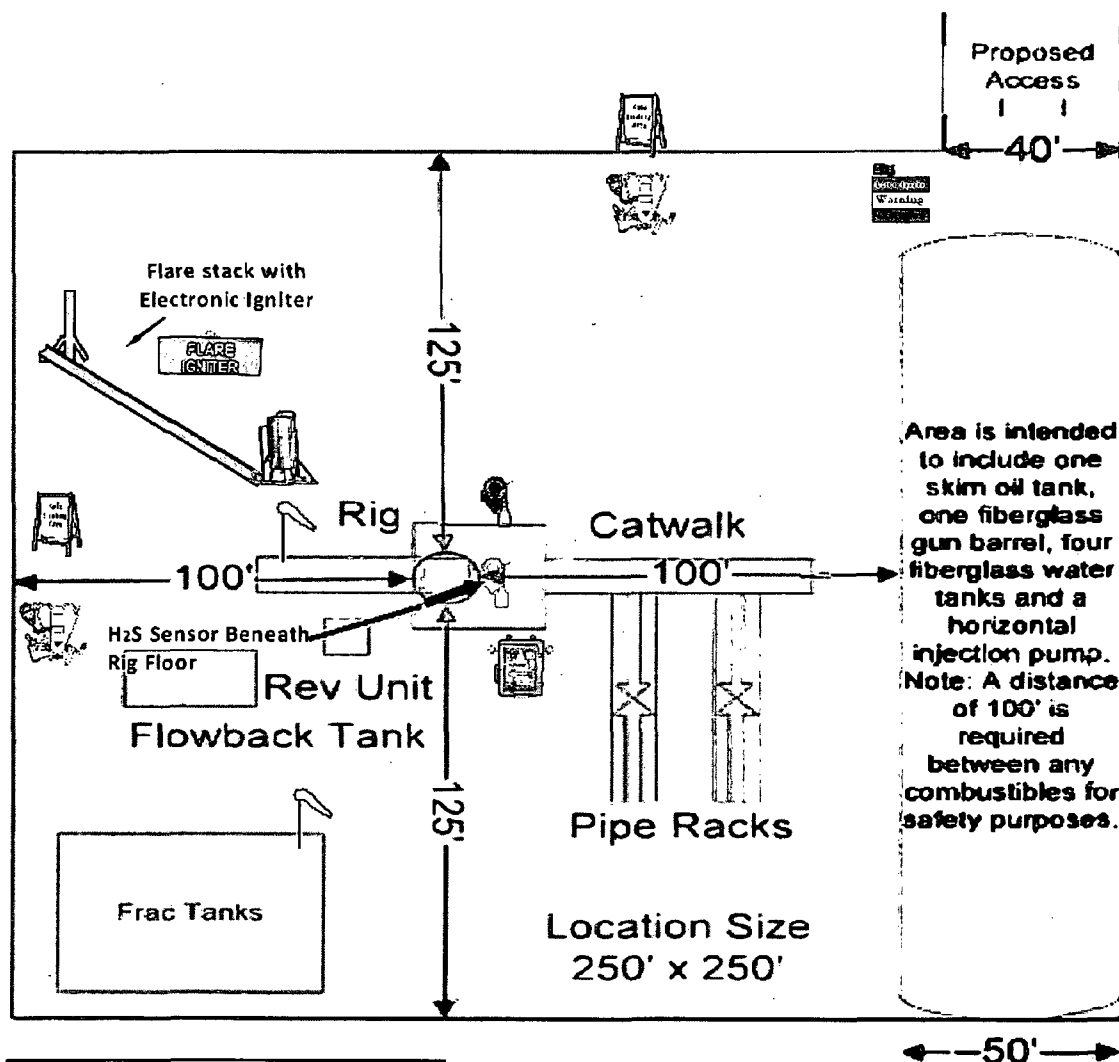 Proposed
Access
40'
Warning
Flare stack with
Electronic Igniter
FLARE
IGNITER
125'
Area is intended
to include one
skim oil tank,
one fiberglass
gun barrel, four
fiberglass water
tanks and a
horizontal
injection pump.
Note: A distance
of 100' is
required
between any
combustibles for
safety purposes.
Rig
Catwalk
100'
100'
H₂S Sensor Beneath
Rig Floor
Rev Unit
Flowback Tank
125'
Pipe Racks
Frac Tanks
Location Size
250' x 250'
50'